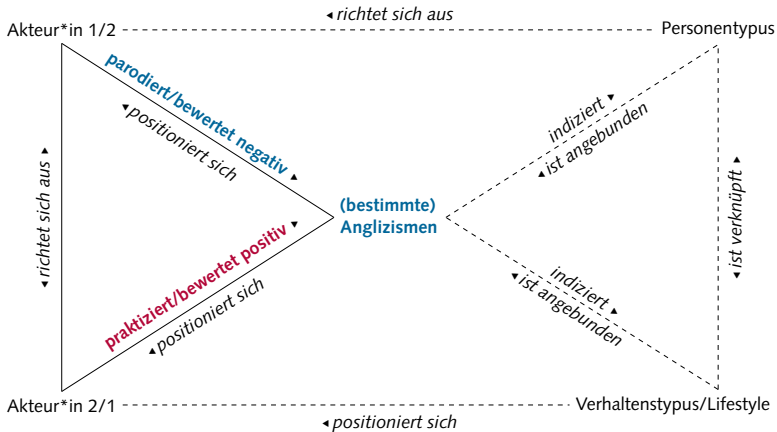 ◂ richtet sich aus
Akteur*in 1/2
Personentypus
parodiert/bewertet negativ ▸
◂ positioniert sich
indiziert ▸
◂ ist angebunden
◂ richtet sich aus ▸
(bestimmte)
Anglizismen
◂ ist verknüpft ▸
praktiziert/bewertet positiv ▸
◂ positioniert sich
indiziert ▸
◂ ist angebunden
Akteur*in 2/1
Verhaltenstypus/Lifestyle
◂ positioniert sich